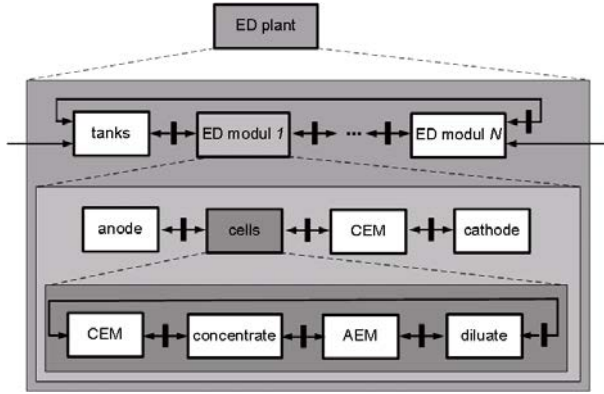 ED plant
tanks
ED modul 1
...
ED modul N
anode
cells
CEM
cathode
CEM
concentrate
AEM
diluate